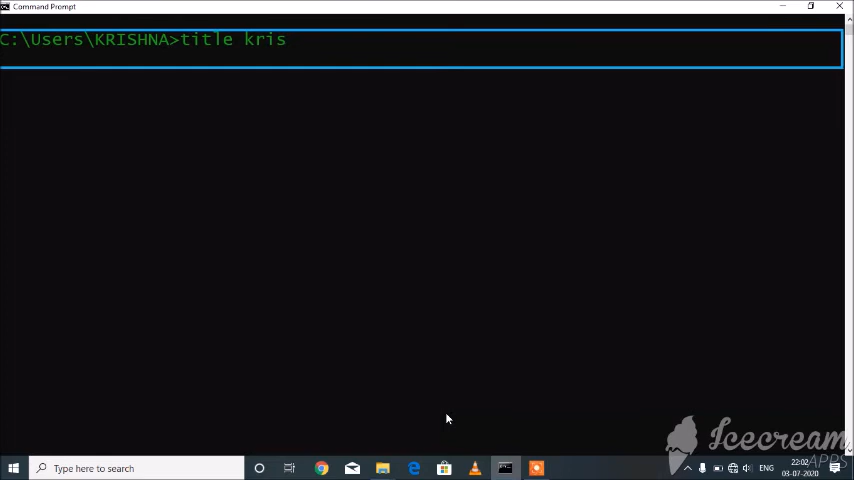 Command Prompt
C:\Users\KRISHNA>title kris
Type here to search
ENG
22:02
03-07-2020
Icecream
APPS